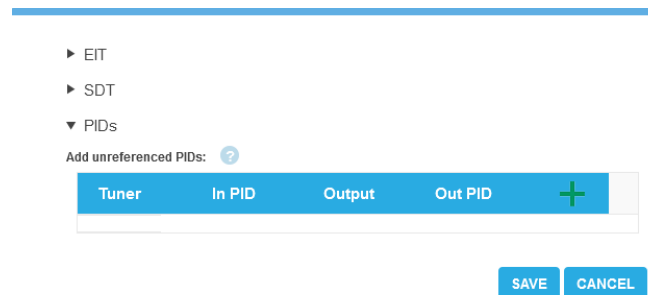 EIT
SDT
PIDs
Add unreferenced PIDs: ?
Tuner In PID Output Out PID +
SAVE CANCEL